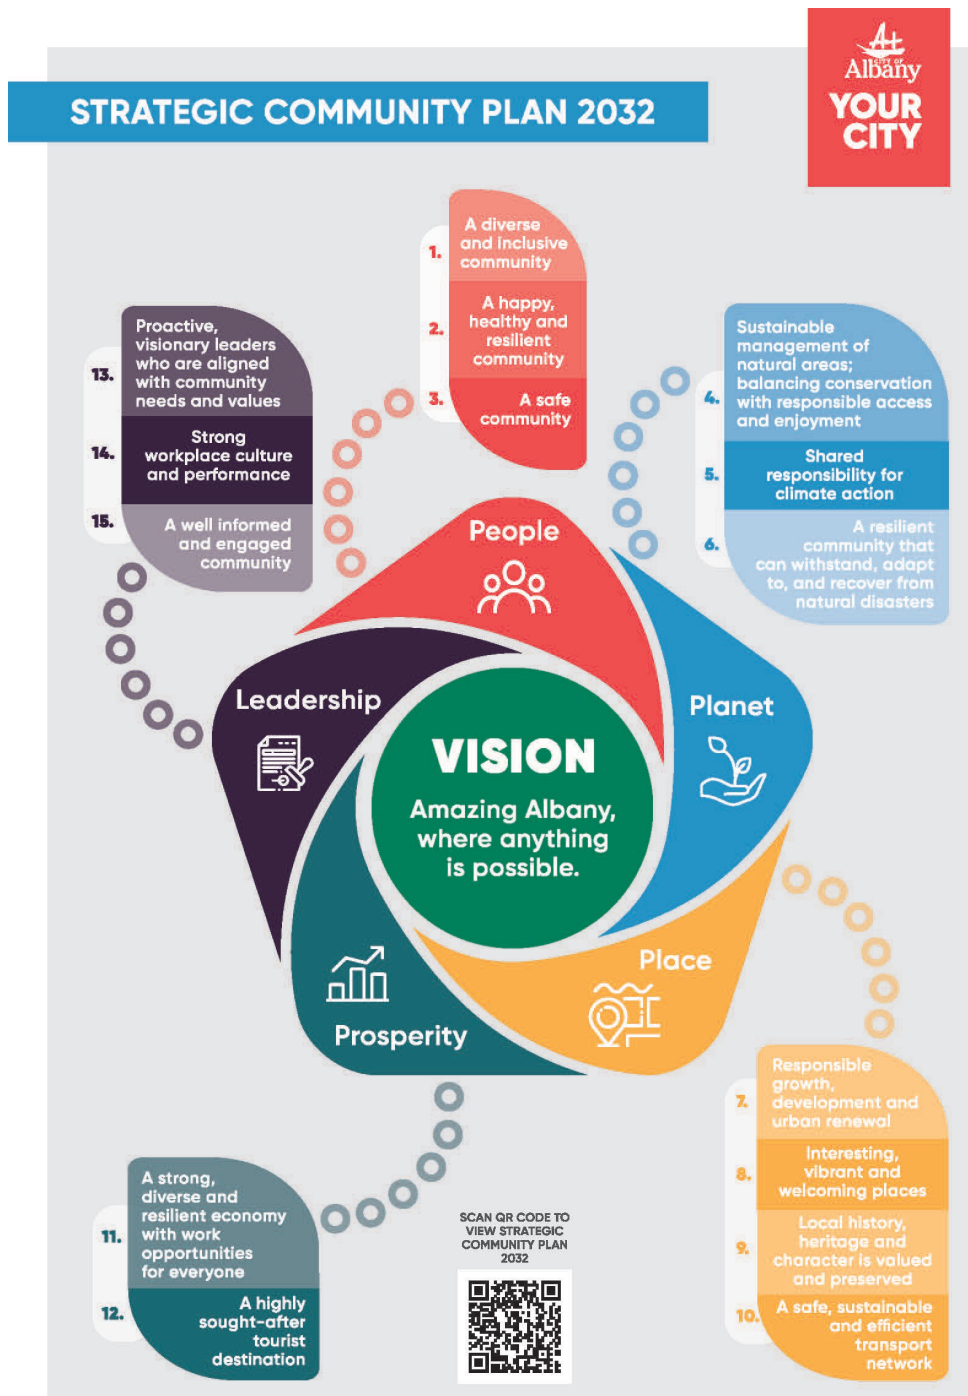 CITY OF
Albany
YOUR
CITY
STRATEGIC COMMUNITY PLAN 2032
1.
A diverse
and inclusive
community
2.
A happy,
healthy and
resilient
community
3.
A safe
community
13.
Proactive,
visionary leaders
who are aligned
with community
needs and values
14.
Strong
workplace culture
and performance
15.
A well informed
and engaged
community
4.
Sustainable
management of
natural areas;
balancing conservation
with responsible access
and enjoyment
5.
Shared
responsibility for
climate action
6.
A resilient
community that
can withstand, adapt
to, and recover from
natural disasters
People
Leadership
Planet
VISION
Amazing Albany,
where anything
is possible.
Place
Prosperity
7.
Responsible
growth,
development and
urban renewal
8.
Interesting,
vibrant and
welcoming places
9.
Local history,
heritage and
character is valued
and preserved
10.
A safe, sustainable
and efficient
transport
network
11.
A strong,
diverse and
resilient economy
with work
opportunities
for everyone
12.
A highly
sought-after
tourist
destination
SCAN QR CODE TO
VIEW STRATEGIC
COMMUNITY PLAN
2032